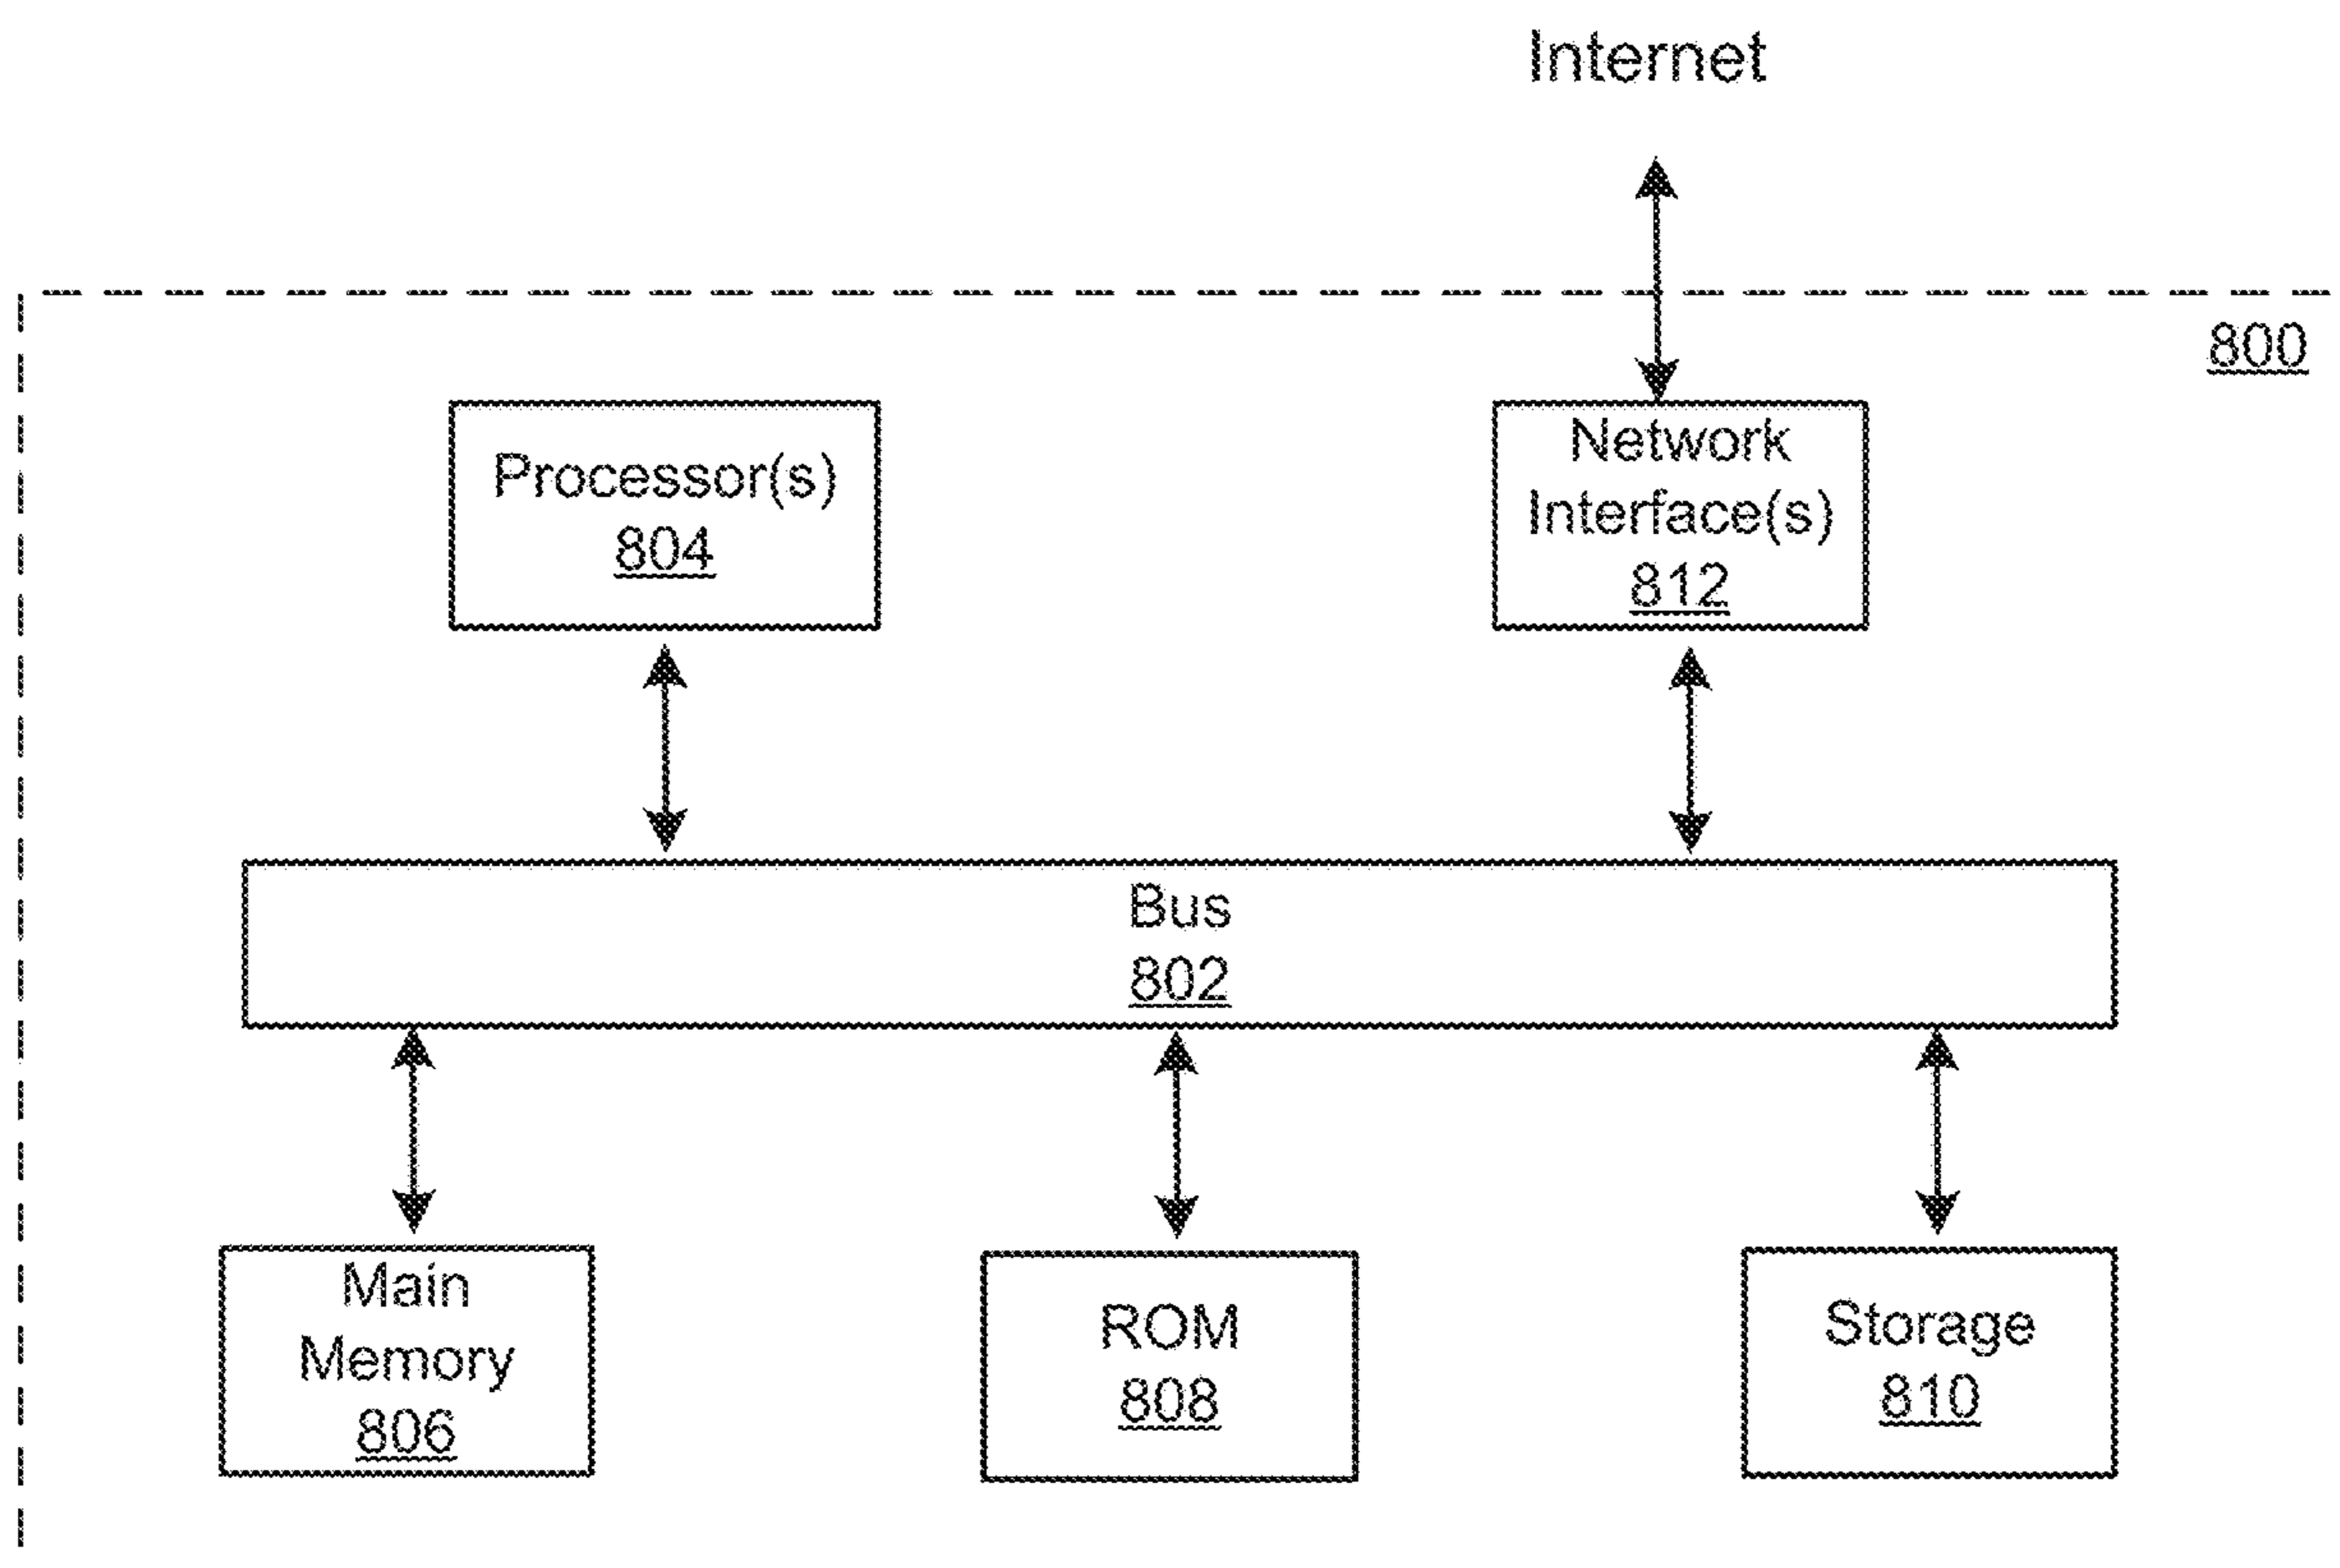 Internet
800
Processor(s)
804
Network
Interface(s)
812
Bus
802
Main
Memory
806
ROM
808
Storage
810